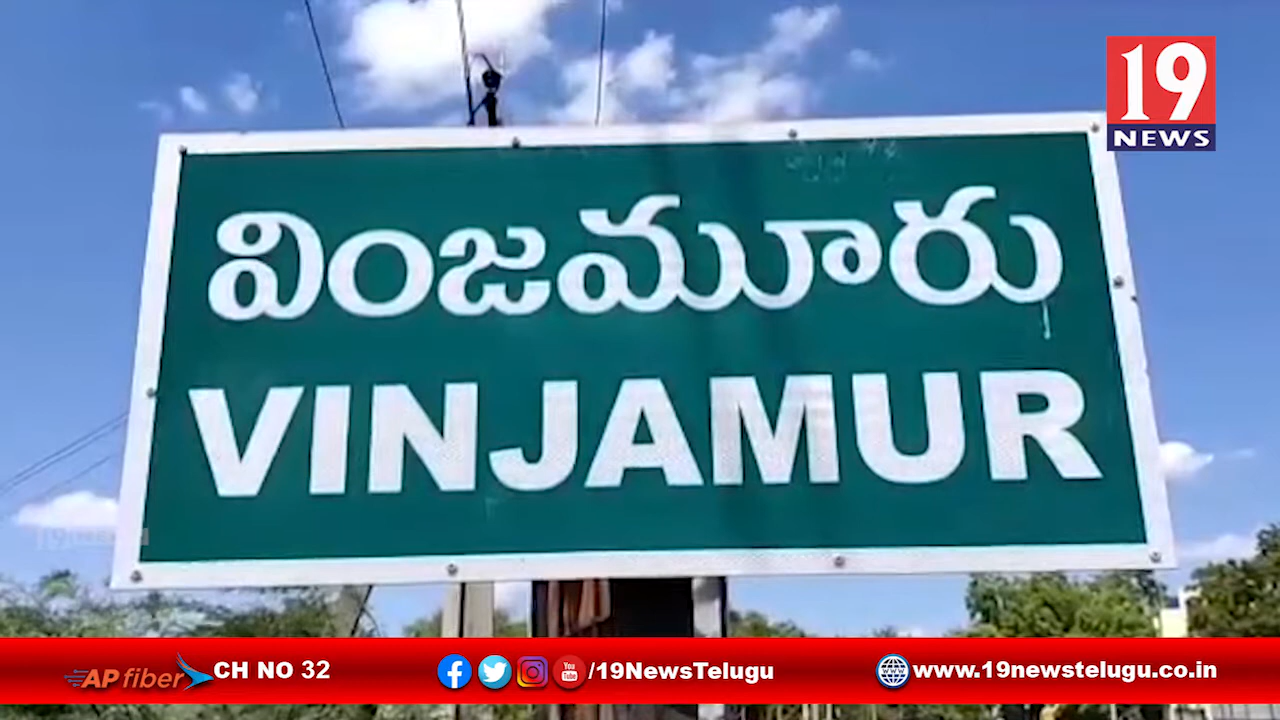 19
NEWS
వింజమూరు
VINJAMUR
AP fiber CH NO 32 /19NewsTelugu www.19newstelugu.co.in